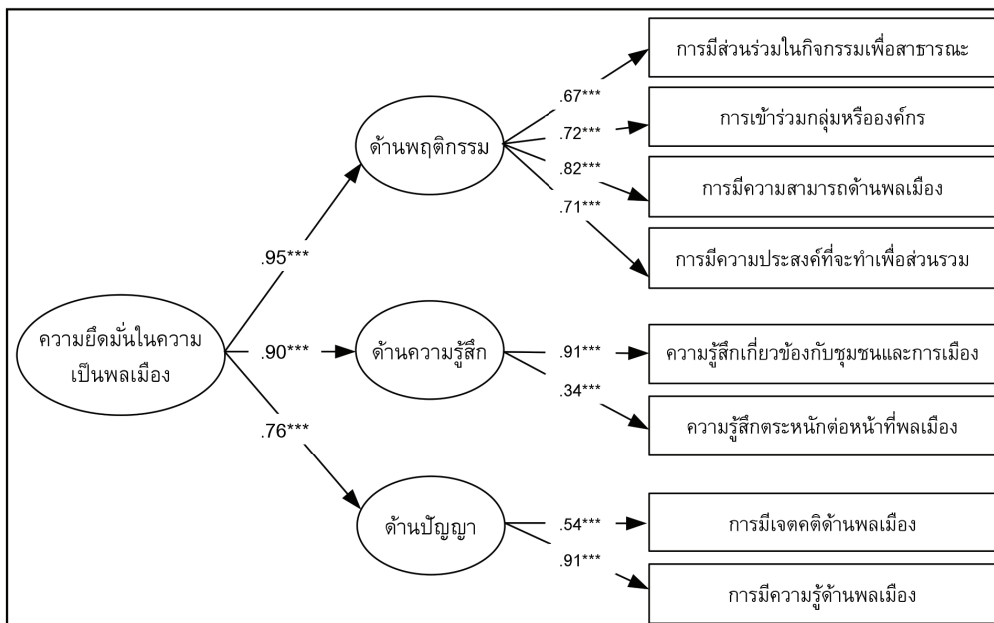 การมีส่วนร่วมในกิจกรรมเพื่อสาธารณะ
.67***
ด้านพฤติกรรม
.72***
การเข้าร่วมกลุ่มหรือองค์กร
.82***
การมีความสามารถด้านพลเมือง
.71***
การมีความประสงค์ที่จะทำเพื่อส่วนรวม
.95***
ความยึดมั่นในความ
เป็นพลเมือง
.90***
ด้านความรู้สึก
.91***
ความรู้สึกเกี่ยวข้องกับชุมชนและการเมือง
.34***
ความรู้สึกตระหนักต่อหน้าที่พลเมือง
.76***
ด้านปัญญา
.54***
การมีเจตคติด้านพลเมือง
.91***
การมีความรู้ด้านพลเมือง